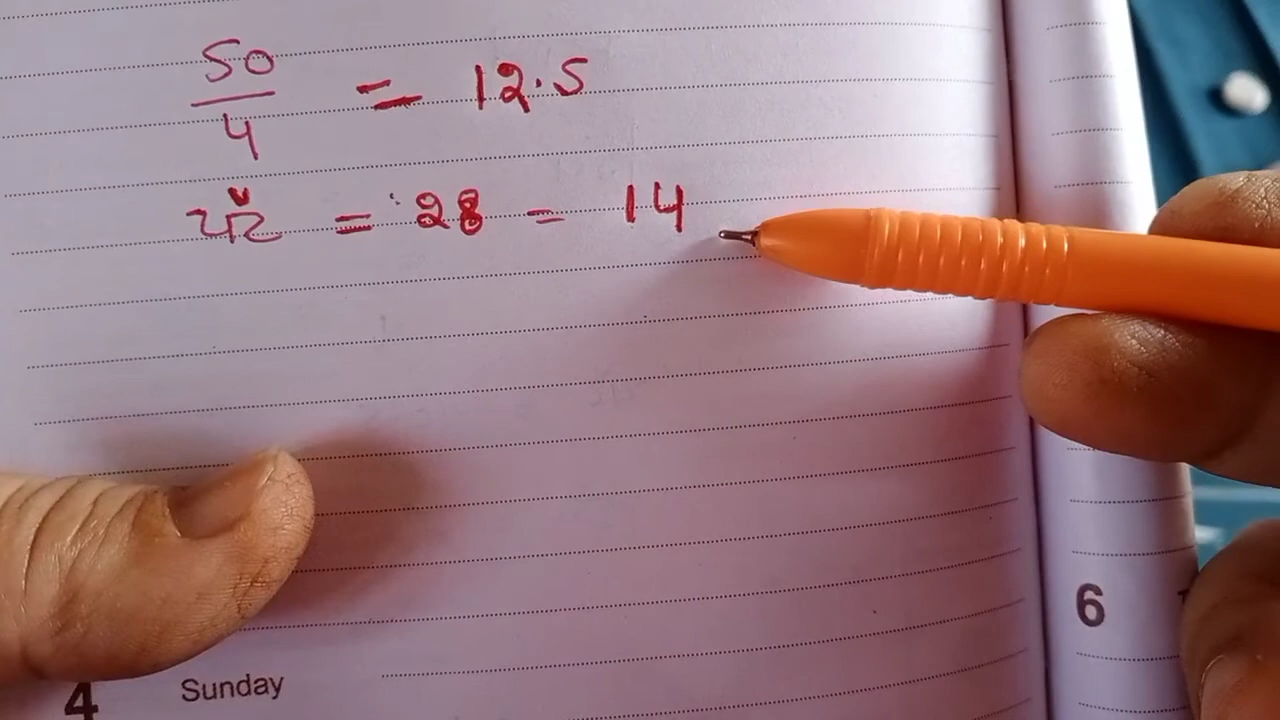 50
4
= 12.5
= 28 = 14
6
4 Sunday